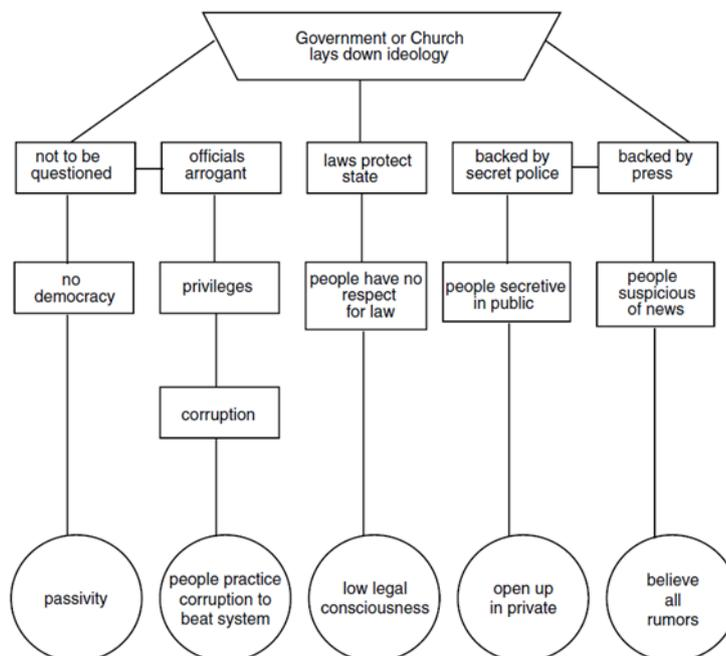 Government or Church
lays down ideology
not to be
questioned
officials
arrogant
laws protect
state
backed by
secret police
backed by
press
no
democracy
privileges
people have no
respect
for law
people secretive
in public
people
suspicious
of news
corruption
passivity
people practice
corruption to
beat system
low legal
consciousness
open up
in private
believe
all
rumors